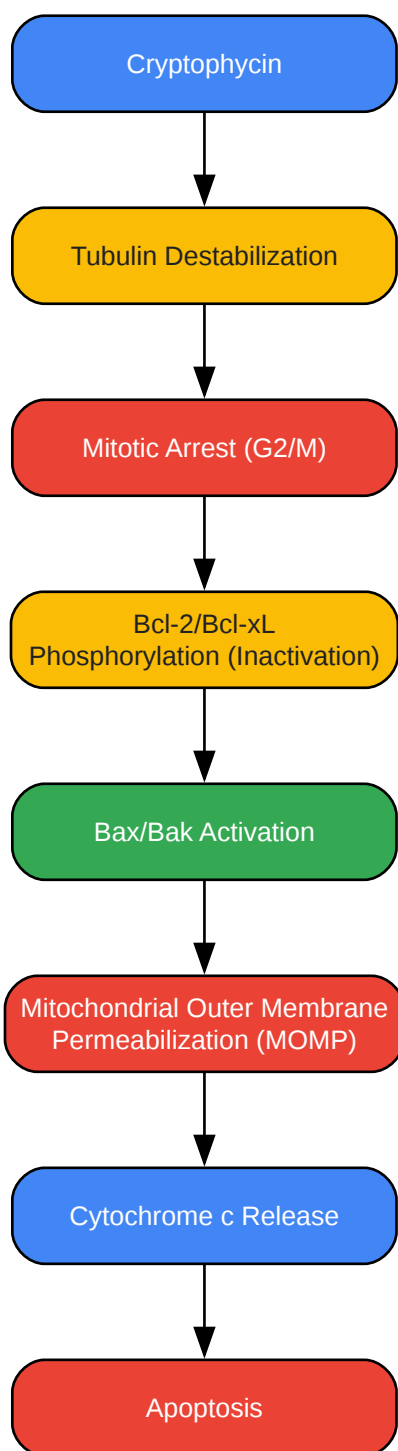 Cryptophycin
Tubulin Destabilization
Mitotic Arrest (G2/M)
Bcl-2/Bcl-xL
Phosphorylation (Inactivation)
Bax/Bak Activation
Mitochondrial Outer Membrane
Permeabilization (MOMP)
Cytochrome c Release
Apoptosis